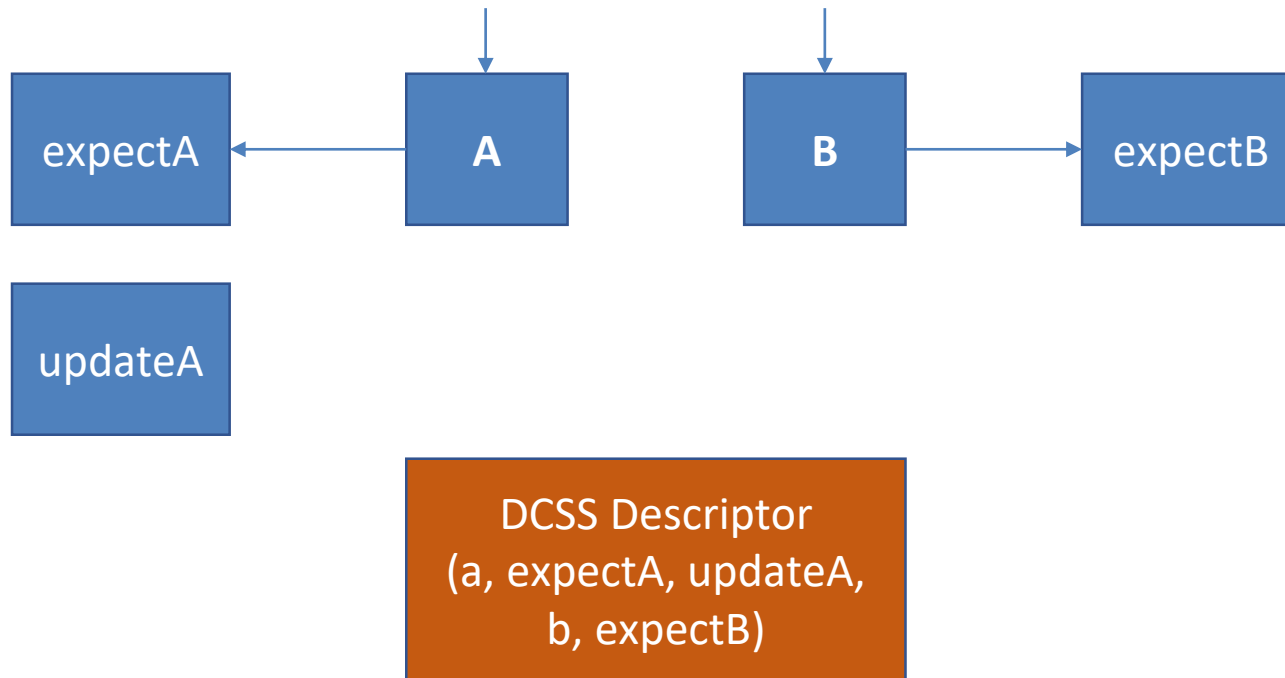 expectA
A
B
expectB
updateA
DCSS Descriptor
(a, expectA, updateA,
b, expectB)